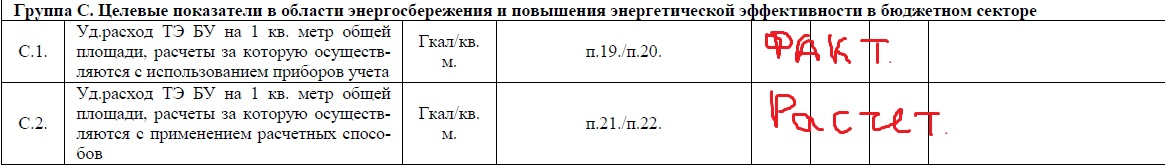 Группа С. Целевые показатели в области энергосбережения и повышения энергетической эффективности в бюджетном секторе
С.1.
Уд.расход ТЭ БУ на 1 кв. метр общей
площади, расчеты за которую осуществ-
ляются с использованием приборов учета
Гкал/кв.
м.
п.19./п.20.
ФАКТ.
С.2.
Уд.расход ТЭ БУ на 1 кв. метр общей
площади, расчеты за которую осуществ-
ляются с применением расчетных спосо-
бов
Гкал/кв.
м.
п.21./п.22.
Расчет.